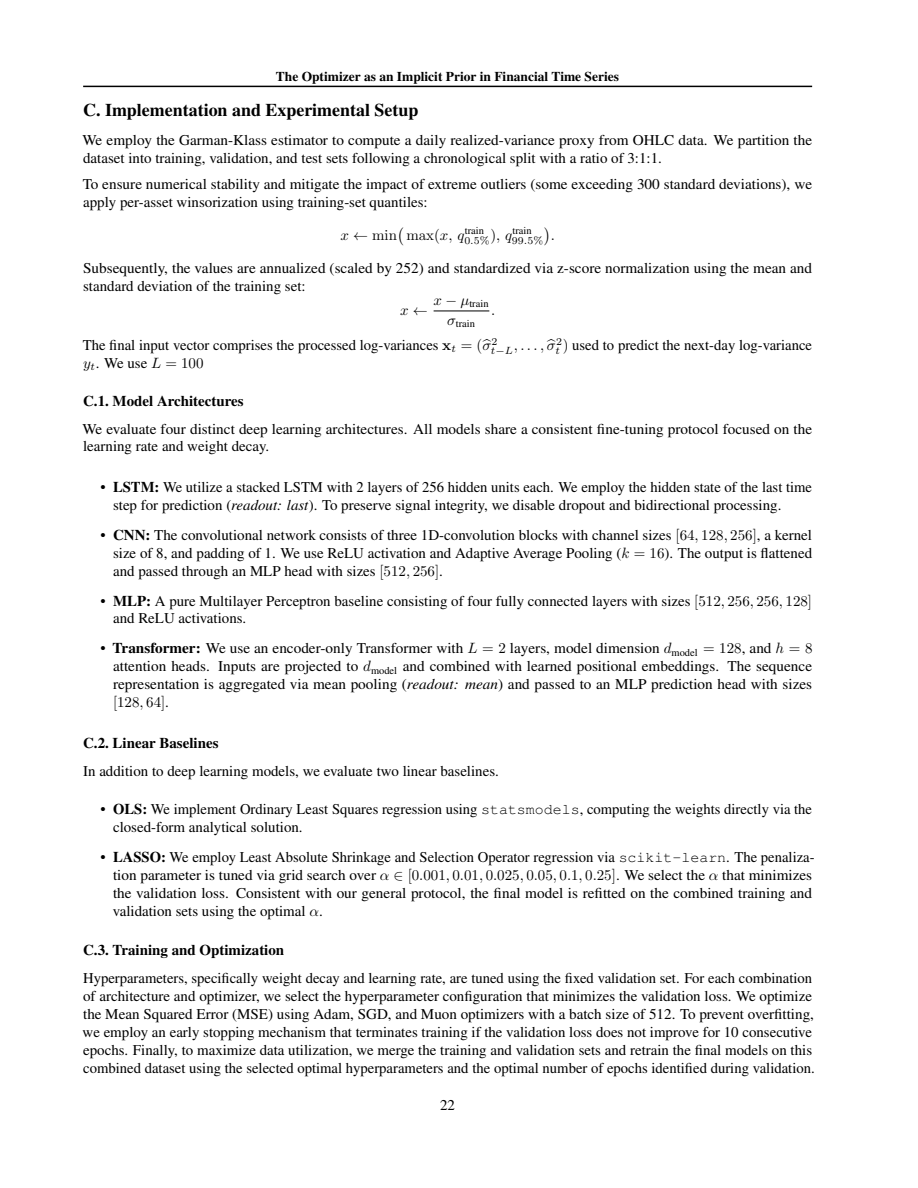 The Optimizer as an Implicit Prior in Financial Time Series
C. Implementation and Experimental Setup
We employ the Garman-Klass estimator to compute a daily realized-variance proxy from OHLC data. We partition the
dataset into training, validation, and test sets following a chronological split with a ratio of 3:1:1.
To ensure numerical stability and mitigate the impact of extreme outliers (some exceeding 300 standard deviations), we
apply per-asset winsorization using training-set quantiles:
x ← min( max(x, q^{train}_{0.5%}), q^{train}_{99.5%}).
Subsequently, the values are annualized (scaled by 252) and standardized via z-score normalization using the mean and
standard deviation of the training set:
x ← \frac{x − μ_{train}}{σ_{train}}.
The final input vector comprises the processed log-variances x_t = (\hat{σ}^2_{t−L}, . . . , \hat{σ}^2_t) used to predict the next-day log-variance
y_t. We use L = 100
C.1. Model Architectures
We evaluate four distinct deep learning architectures. All models share a consistent fine-tuning protocol focused on the
learning rate and weight decay.
• LSTM: We utilize a stacked LSTM with 2 layers of 256 hidden units each. We employ the hidden state of the last time
step for prediction (readout: last). To preserve signal integrity, we disable dropout and bidirectional processing.
• CNN: The convolutional network consists of three 1D-convolution blocks with channel sizes [64, 128, 256], a kernel
size of 8, and padding of 1. We use ReLU activation and Adaptive Average Pooling (k = 16). The output is flattened
and passed through an MLP head with sizes [512, 256].
• MLP: A pure Multilayer Perceptron baseline consisting of four fully connected layers with sizes [512, 256, 256, 128]
and ReLU activations.
• Transformer: We use an encoder-only Transformer with L = 2 layers, model dimension d_{model} = 128, and h = 8
attention heads. Inputs are projected to d_{model} and combined with learned positional embeddings. The sequence
representation is aggregated via mean pooling (readout: mean) and passed to an MLP prediction head with sizes
[128, 64].
C.2. Linear Baselines
In addition to deep learning models, we evaluate two linear baselines.
• OLS: We implement Ordinary Least Squares regression using statsmodels, computing the weights directly via the
closed-form analytical solution.
• LASSO: We employ Least Absolute Shrinkage and Selection Operator regression via scikit-learn. The penaliza-
tion parameter is tuned via grid search over α ∈ [0.001, 0.01, 0.025, 0.05, 0.1, 0.25]. We select the α that minimizes
the validation loss. Consistent with our general protocol, the final model is refitted on the combined training and
validation sets using the optimal α.
C.3. Training and Optimization
Hyperparameters, specifically weight decay and learning rate, are tuned using the fixed validation set. For each combination
of architecture and optimizer, we select the hyperparameter configuration that minimizes the validation loss. We optimize
the Mean Squared Error (MSE) using Adam, SGD, and Muon optimizers with a batch size of 512. To prevent overfitting,
we employ an early stopping mechanism that terminates training if the validation loss does not improve for 10 consecutive
epochs. Finally, to maximize data utilization, we merge the training and validation sets and retrain the final models on this
combined dataset using the selected optimal hyperparameters and the optimal number of epochs identified during validation.
22